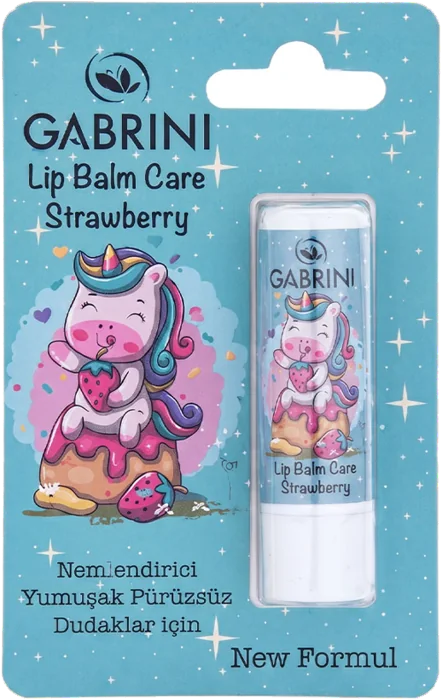 GABRINI
Lip Balm Care
Strawberry
GABRINI
Lip Balm Care
Strawberry
Nemlendirici
Yumuşak Pürüzsüz
Dudaklar için
New Formul